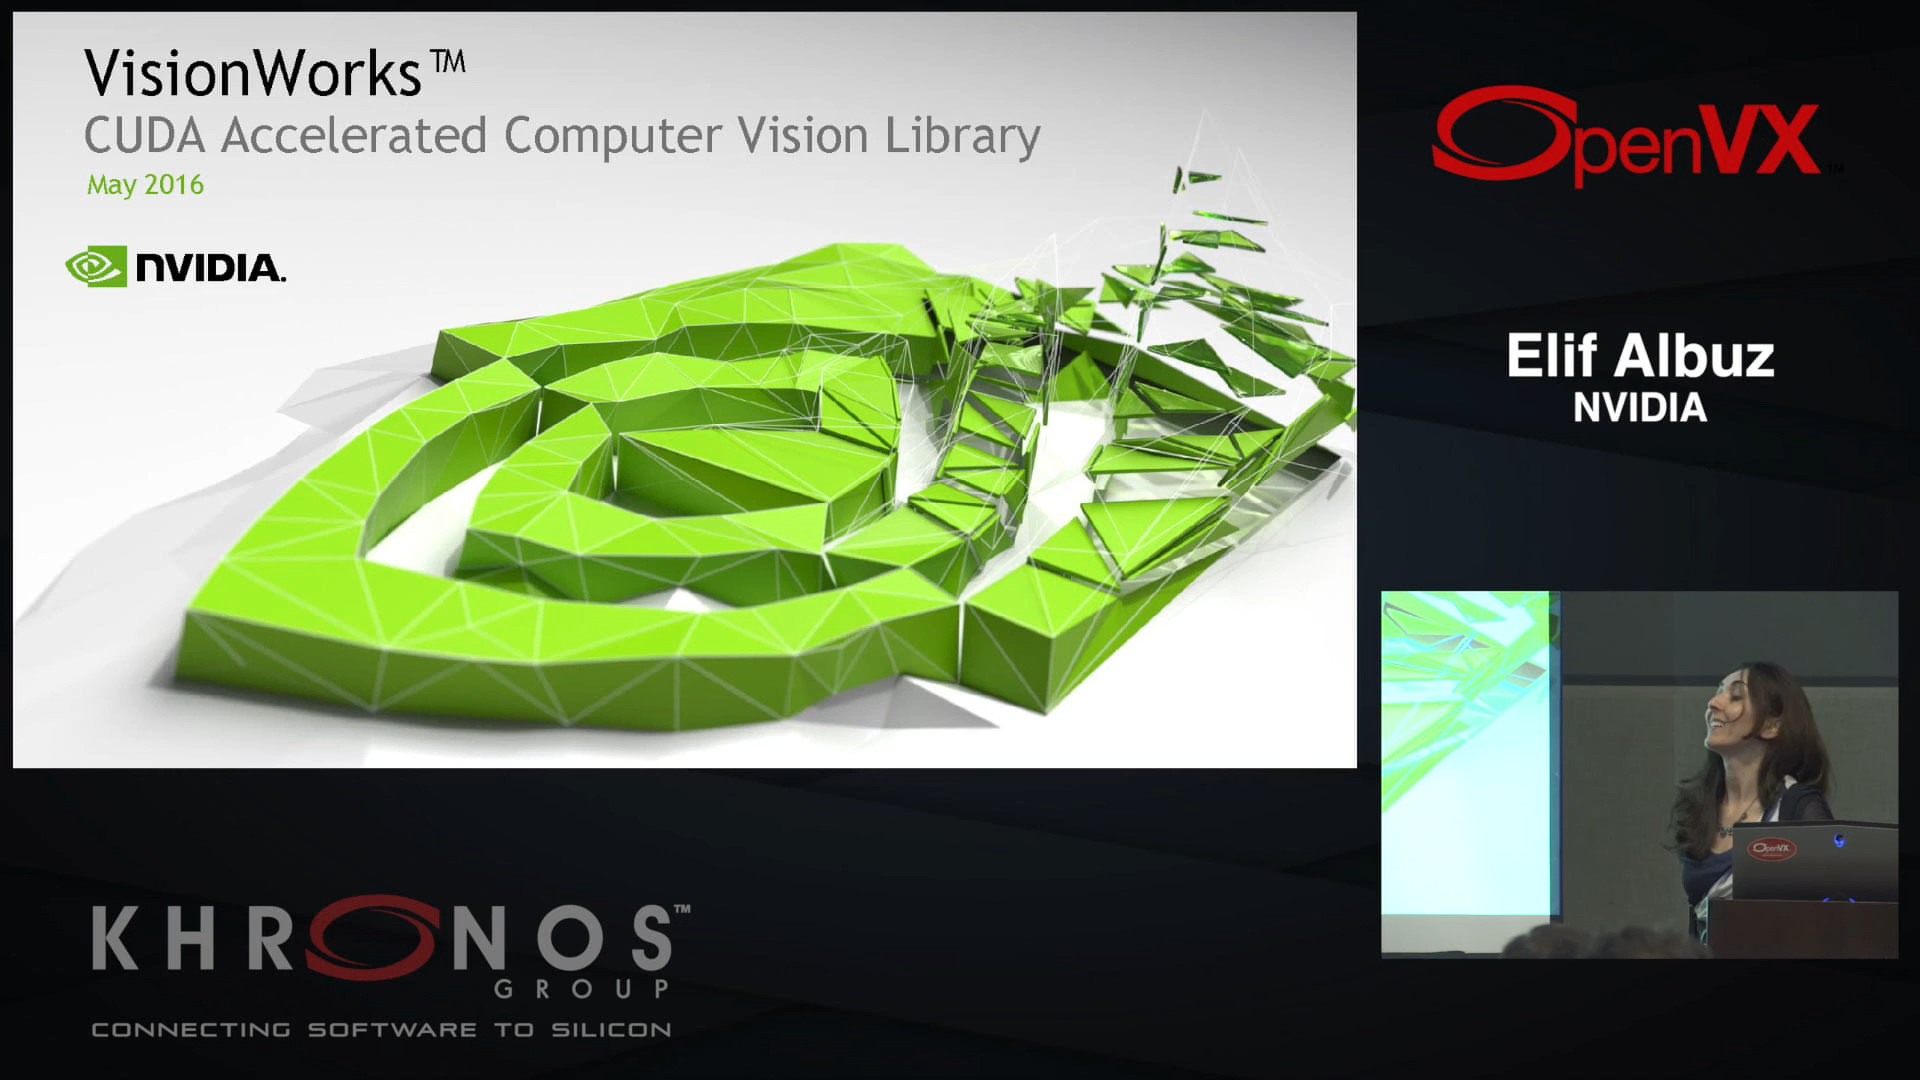 VisionWorks™
CUDA Accelerated Computer Vision Library
May 2016
NVIDIA.
OpenVX™
Elif Albuz
NVIDIA
OpenVX
KHRONOS™
GROUP
CONNECTING SOFTWARE TO SILICON